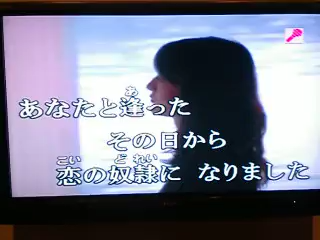 あなたと逢った
その日から
恋の奴隷に なりました